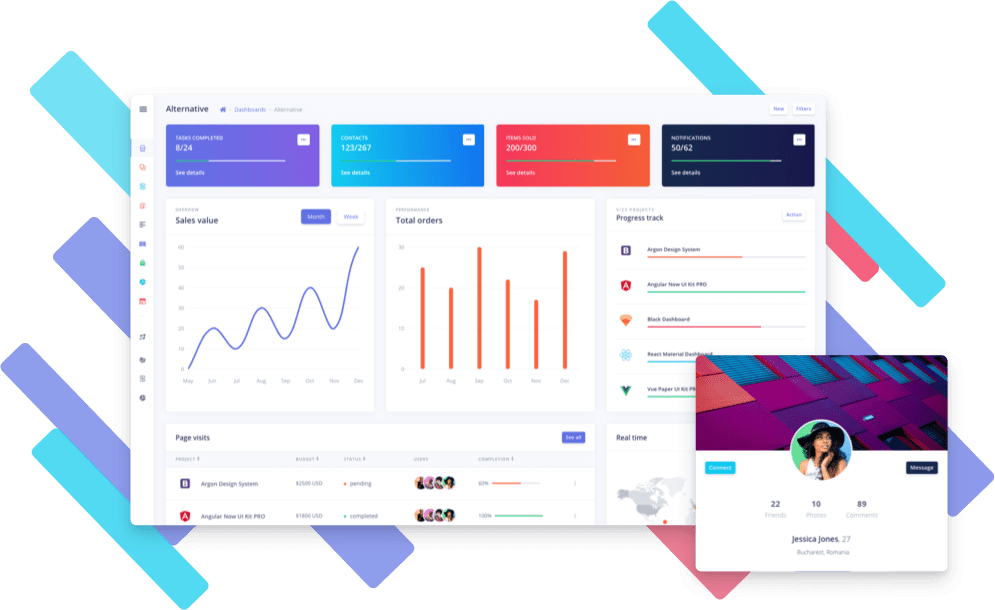 Alternative
Dashboards - Alternative
New
Filters
TASKS COMPLETED
8/24
See details
CONTACTS
123/267
See details
ITEMS SOLD
200/300
See details
NOTIFICATIONS
50/62
See details
OVERVIEW
Sales value
Month
Week
60
50
40
30
20
10
0
May Jun Jul Aug Sep Oct Nov Dec
PERFORMANCE
Total orders
30
20
10
0
Jul Aug Sep Oct Nov Dec
5/23 PROJECTS
Progress track
Action
Argon Design System
Angular Now UI Kit PRO
Black Dashboard
React Material Dashboard
Vue Paper UI Kit PR
Page visits
See all
PROJECT BUDGET STATUS USERS COMPLETION
B Argon Design System $2500 USD pending 60%
A Angular Now UI Kit PRO $1800 USD completed 100%
Real time
Connect
Message
22
Friends
10
Photos
89
Comments
Jessica Jones, 27
Bucharest, Romania